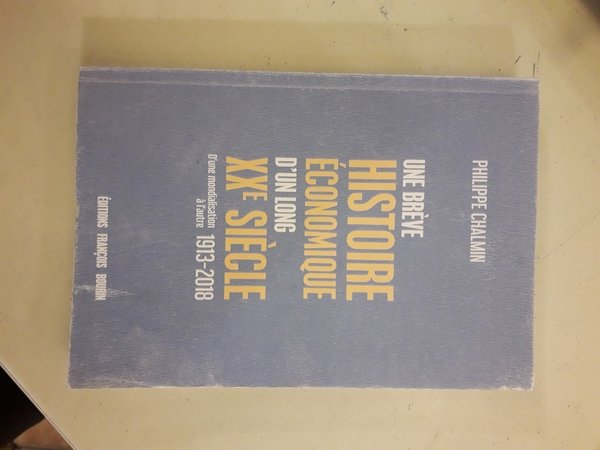 PHILIPPE CHALMIN
UNE BRÈVE
HISTOIRE
ÉCONOMIQUE
D'UN LONG
XXE SIÈCLE
D'une mondialisation
à l'autre 1913-2018
ÉDITIONS FRANÇOIS BOURIN